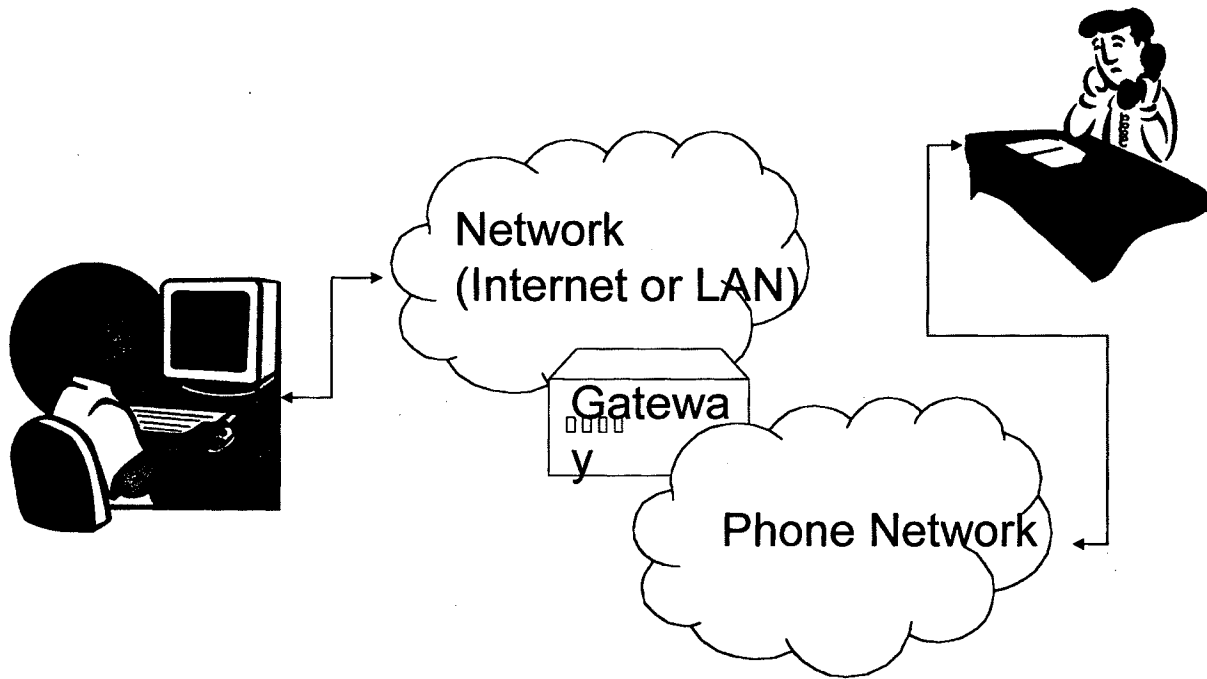 Network
(Internet or LAN)
Gatewa
y
Phone Network